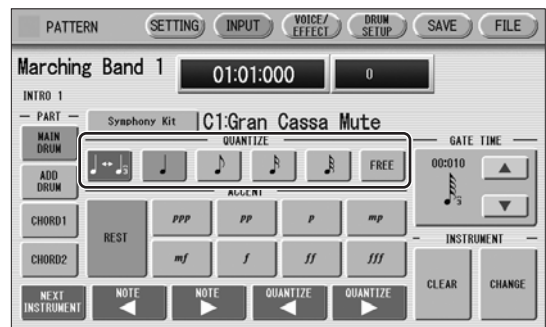 PATTERN SETTING INPUT VOICE/ EFFECT DRUM SETUP SAVE FILE
Marching Band 1 01:01:000 0
INTRO 1
PART
Symphony Kit C1:Gran Cassa Mute
MAIN DRUM
QUANTIZE
GATE TIME
3 FREE
00:010
3
ADD DRUM
ACCENT
CHORD1
REST ppp pp p mp
INSTRUMENT
CHORD2
mf f ff fff
CLEAR CHANGE
NEXT INSTRUMENT NOTE NOTE QUANTIZE QUANTIZE